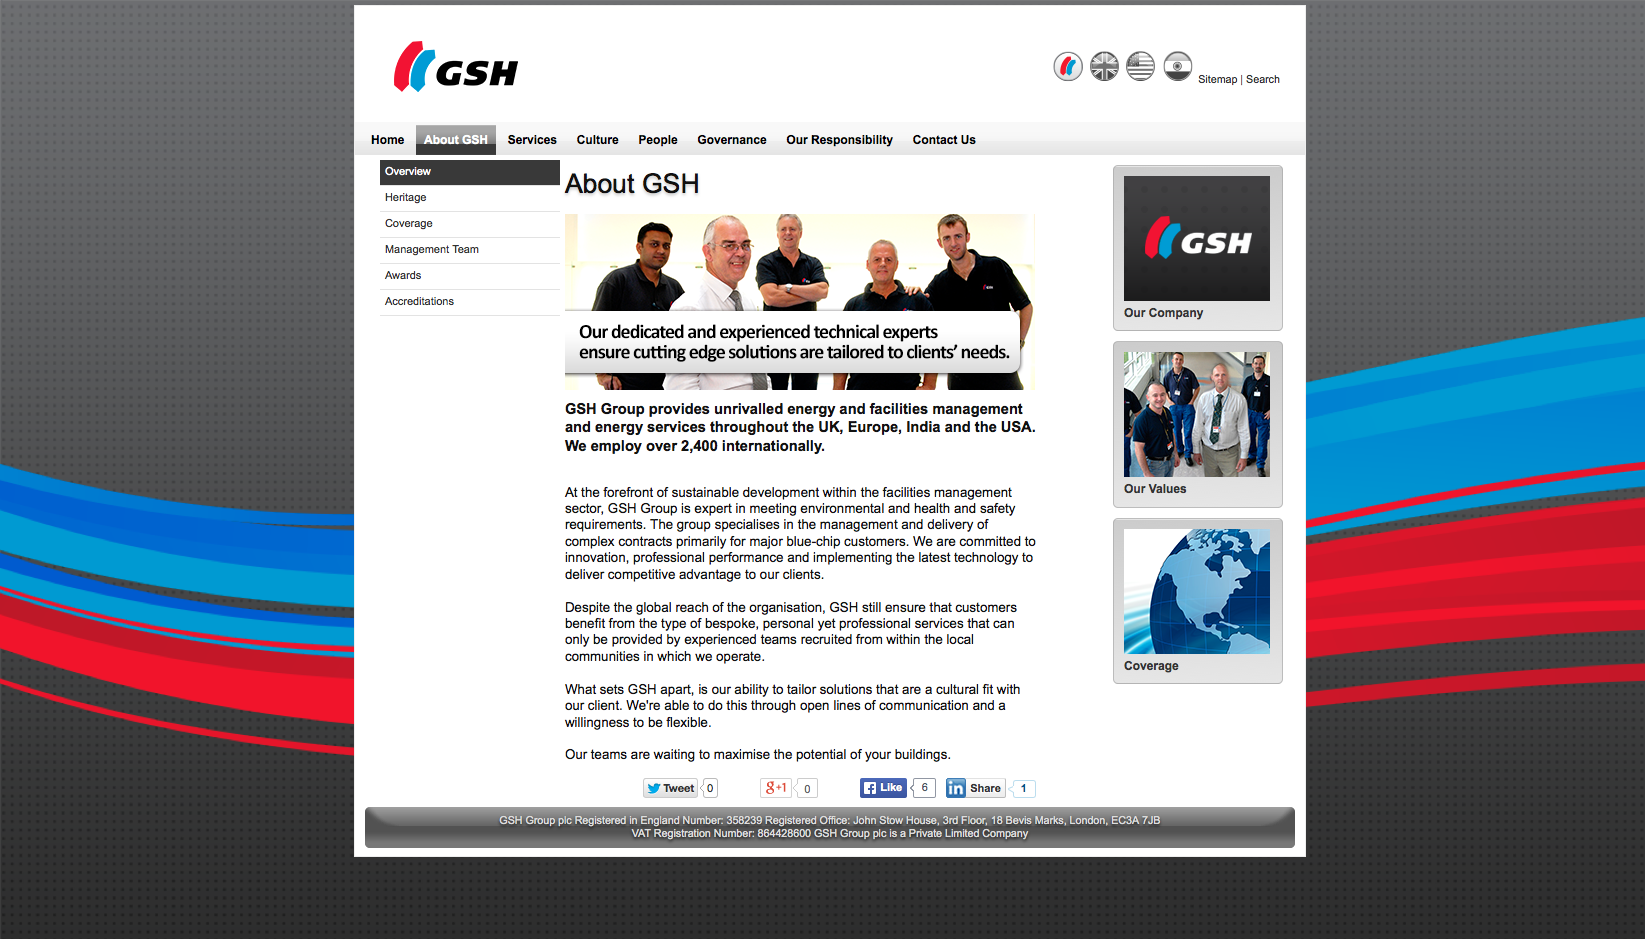 GSH
Sitemap | Search
Home About GSH Services Culture People Governance Our Responsibility Contact Us
Overview
Heritage
Coverage
Management Team
Awards
Accreditations
About GSH
Our dedicated and experienced technical experts
ensure cutting edge solutions are tailored to clients’ needs.
GSH Group provides unrivalled energy and facilities management
and energy services throughout the UK, Europe, India and the USA.
We employ over 2,400 internationally.
At the forefront of sustainable development within the facilities management
sector, GSH Group is expert in meeting environmental and health and safety
requirements. The group specialises in the management and delivery of
complex contracts primarily for major blue-chip customers. We are committed to
innovation, professional performance and implementing the latest technology to
deliver competitive advantage to our clients.
Despite the global reach of the organisation, GSH still ensure that customers
benefit from the type of bespoke, personal yet professional services that can
only be provided by experienced teams recruited from within the local
communities in which we operate.
What sets GSH apart, is our ability to tailor solutions that are a cultural fit with
our client. We're able to do this through open lines of communication and a
willingness to be flexible.
Our teams are waiting to maximise the potential of your buildings.
Tweet 0 g+1 0 Like 6 in Share 1
GSH
Our Company
Our Values
Coverage
GSH Group plc Registered in England Number: 358239 Registered Office: John Stow House, 3rd Floor, 18 Bevis Marks, London, EC3A 7JB
VAT Registration Number: 864428600 GSH Group plc is a Private Limited Company